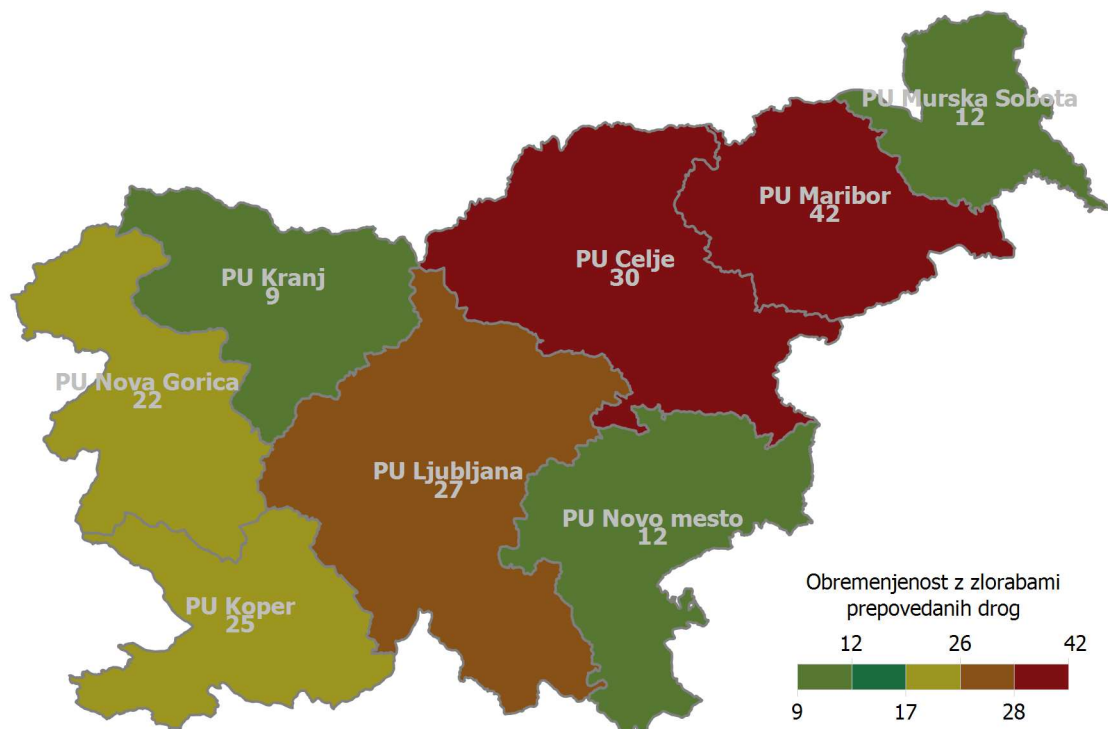 PU Murska Sobota
12
PU Maribor
42
PU Celje
30
PU Kranj
9
PU Nova Gorica
22
PU Ljubljana
27
PU Novo mesto
12
PU Koper
25
Obremenjenost z zlorabami
prepovedanih drog
12 26 42
9 17 28